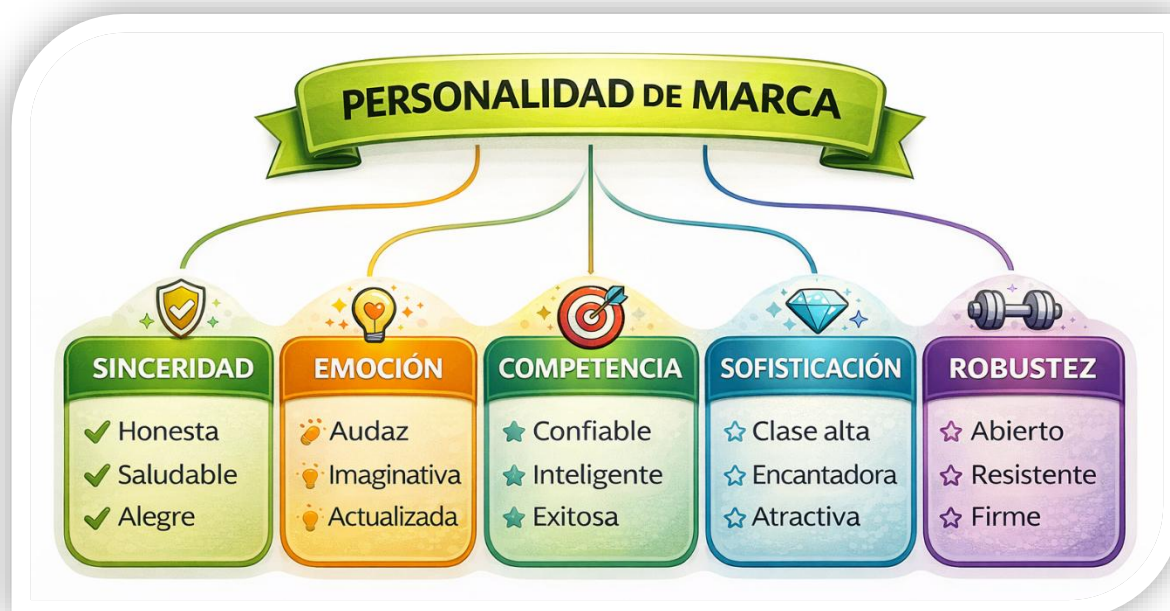 PERSONALIDAD DE MARCA
SINCERIDAD
Honesta
Saludable
Alegre
EMOCIÓN
Audaz
Imaginativa
Actualizada
COMPETENCIA
Confiable
Inteligente
Exitosa
SOFISTICACIÓN
Clase alta
Encantadora
Atractiva
ROBUSTEZ
Abierto
Resistente
Firme